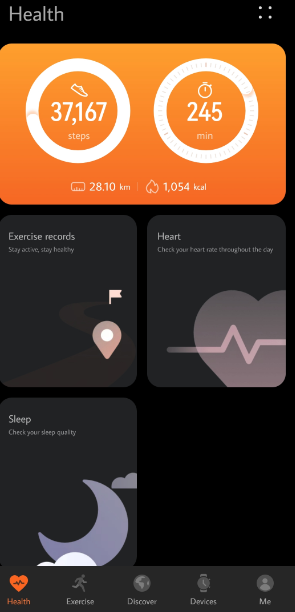 Health
37,167
steps
245
min
28.10 km
1,054 kcal
Exercise records
Stay active, stay healthy
Heart
Check your heart rate throughout the day
Sleep
Check your sleep quality
Health
Exercise
Discover
Devices
Me